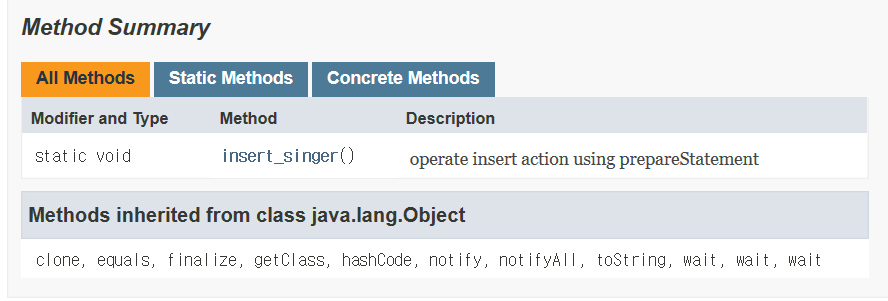 Method Summary
All Methods Static Methods Concrete Methods
Modifier and Type Method Description
static void insert_singer() operate insert action using prepareStatement
Methods inherited from class java.lang.Object
clone, equals, finalize, getClass, hashCode, notify, notifyAll, toString, wait, wait, wait